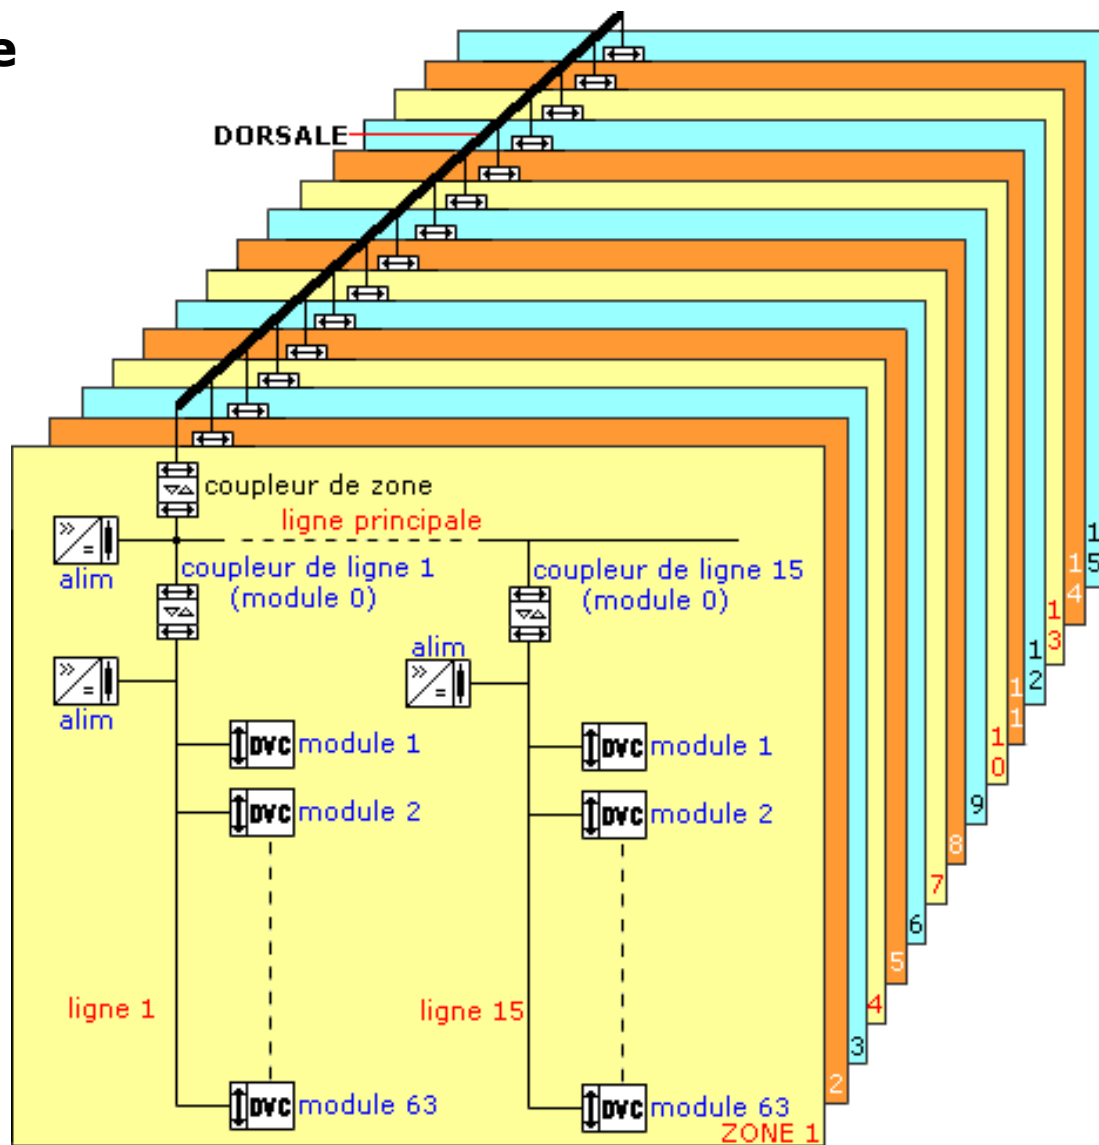 e
DORSALE
coupleur de zone
ligne principale
alim
coupleur de ligne 1
(module 0)
coupleur de ligne 15
(module 0)
alim
alim
DVC module 1
DVC module 1
DVC module 2
DVC module 2
ligne 1
ligne 15
DVC module 63
DVC module 63
ZONE 1
2
3
4
5
6
7
8
9
10
11
12
13
14
15